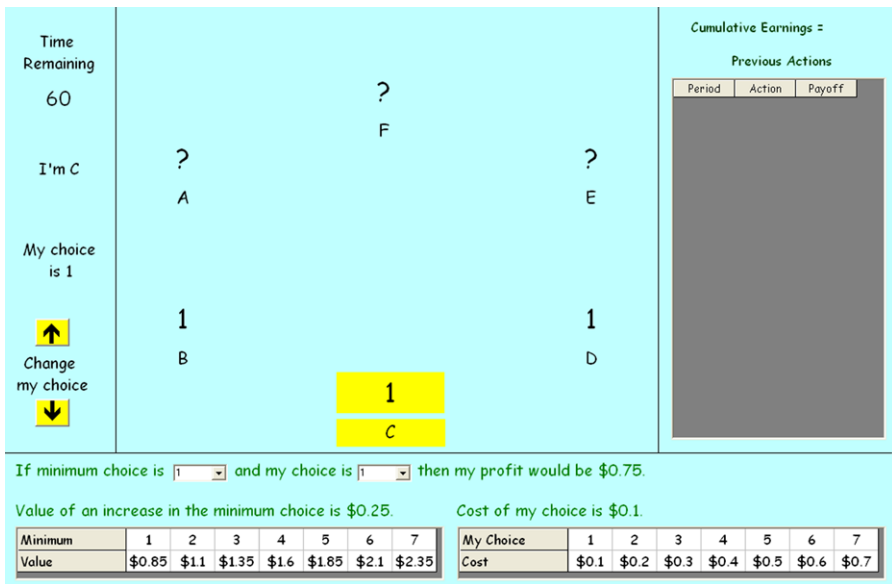 Time
Remaining
60
I'm C
My choice
is 1
Change
my choice
?
F
?
A
?
E
1
B
1
D
1
C
Cumulative Earnings =
Previous Actions
Period Action Payoff
If minimum choice is 1 and my choice is 1 then my profit would be $0.75.
Value of an increase in the minimum choice is $0.25.
Minimum 1 2 3 4 5 6 7
Value $0.85 $1.1 $1.35 $1.6 $1.85 $2.1 $2.35
Cost of my choice is $0.1.
My Choice 1 2 3 4 5 6 7
Cost $0.1 $0.2 $0.3 $0.4 $0.5 $0.6 $0.7